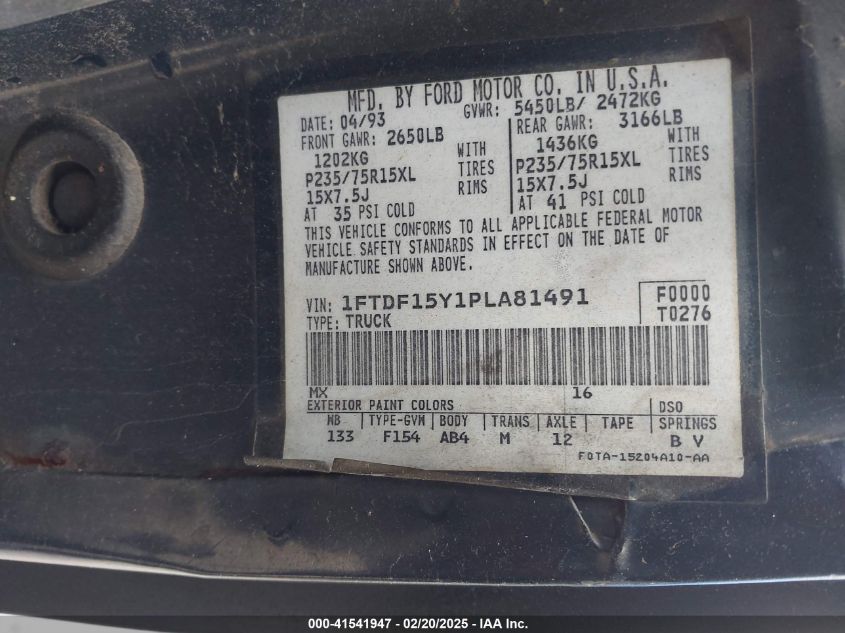 MFD. BY FORD MOTOR CO. IN U.S.A.
DATE: 04/93 GVWR: 5450LB/ 2472KG
FRONT GAWR: 2650LB REAR GAWR: 3166LB
1202KG WITH 1436KG WITH
P235/75R15XL TIRES P235/75R15XL TIRES
15X7.5J RIMS 15X7.5J RIMS
AT 35 PSI COLD AT 41 PSI COLD
THIS VEHICLE CONFORMS TO ALL APPLICABLE FEDERAL MOTOR
VEHICLE SAFETY STANDARDS IN EFFECT ON THE DATE OF
MANUFACTURE SHOWN ABOVE.
VIN: 1FTDF15Y1PLA81491 F0000
TYPE: TRUCK T0276
MX 16
EXTERIOR PAINT COLORS DSO
WB TYPE-GVM BODY TRANS AXLE TAPE SPRINGS
133 F154 AB4 M 12 B V
F0TA-15204A10-AA
000-41541947 / 02/20/2025 - IAA Inc.